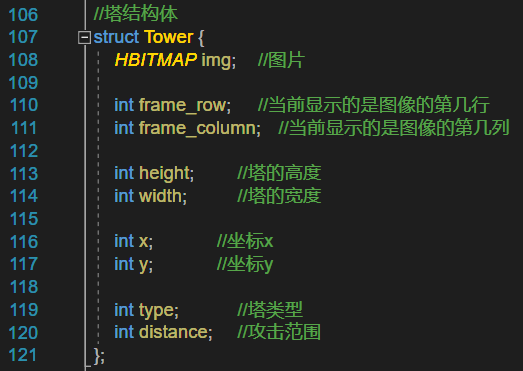 106 //塔结构体
107 struct Tower {
108 HBITMAP img; //图片
109
110 int frame_row; //当前显示的是图像的第几行
111 int frame_column; //当前显示的是图像的第几列
112
113 int height; //塔的高度
114 int width; //塔的宽度
115
116 int x; //坐标x
117 int y; //坐标y
118
119 int type; //塔类型
120 int distance; //攻击范围
121 };